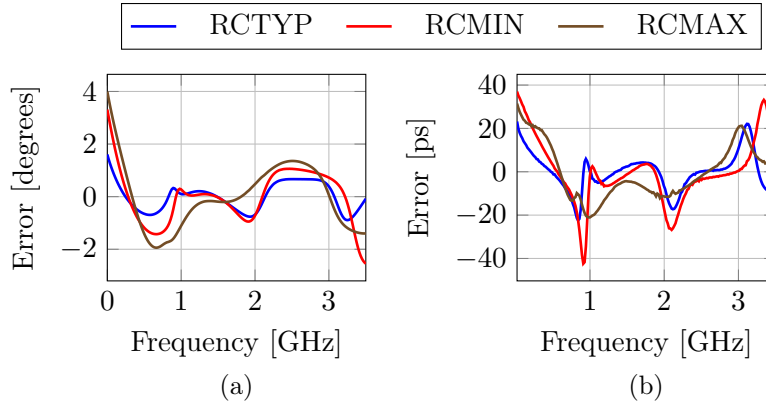 RCTYP RCMIN RCMAX
Error [degrees]
4
2
0
−2
0 1 2 3
Frequency [GHz]
(a)
Error [ps]
40
20
0
−20
−40
1 2 3
Frequency [GHz]
(b)